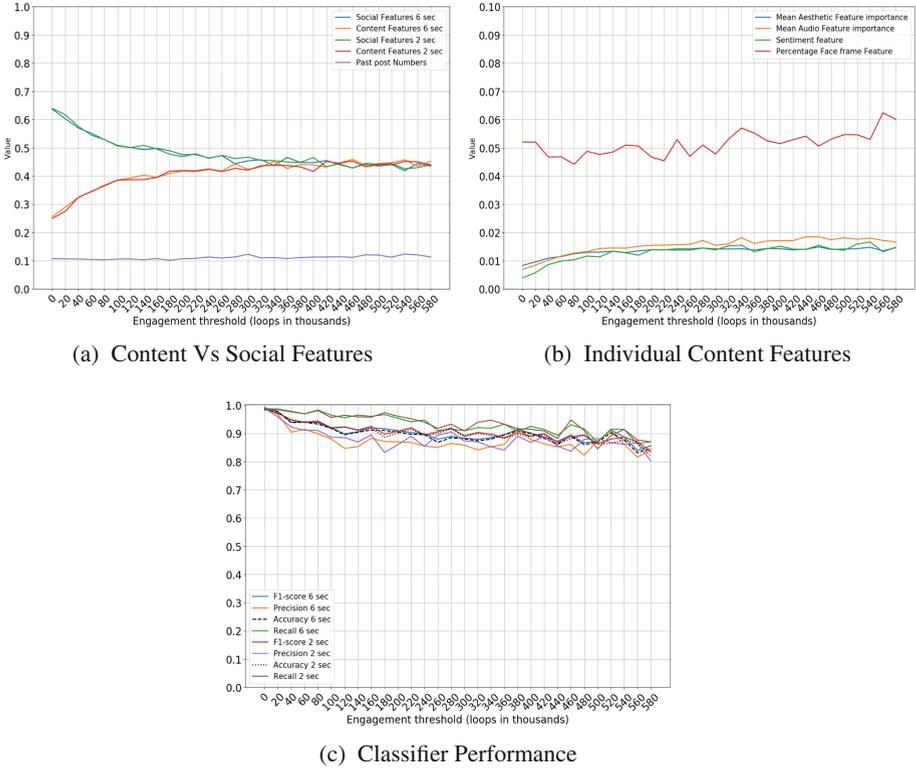 1.0
0.9
0.8
0.7
0.6
0.5
0.4
0.3
0.2
0.1
0.0
Value
Social Features 6 sec
Content Features 6 sec
Social Features 2 sec
Content Features 2 sec
Past post Numbers
0 20 40 60 80 100 120 140 160 180 200 220 240 260 280 300 320 340 360 380 400 420 440 460 480 500 520 540 560 580
Engagement threshold (loops in thousands)
(a) Content Vs Social Features
0.10
0.09
0.08
0.07
0.06
0.05
0.04
0.03
0.02
0.01
0.00
Value
Mean Aesthetic Feature importance
Mean Audio Feature importance
Sentiment feature
Percentage Face frame Feature
0 20 40 60 80 100 120 140 160 180 200 220 240 260 280 300 320 340 360 380 400 420 440 460 480 500 520 540 560 580
Engagement threshold (loops in thousands)
(b) Individual Content Features
1.0
0.9
0.8
0.7
0.6
0.5
0.4
0.3
0.2
0.1
0.0
F1-score 6 sec
Precision 6 sec
Accuracy 6 sec
Recall 6 sec
F1-score 2 sec
Precision 2 sec
Accuracy 2 sec
Recall 2 sec
0 20 40 60 80 100 120 140 160 180 200 220 240 260 280 300 320 340 360 380 400 420 440 460 480 500 520 540 560 580
Engagement threshold (loops in thousands)
(c) Classifier Performance